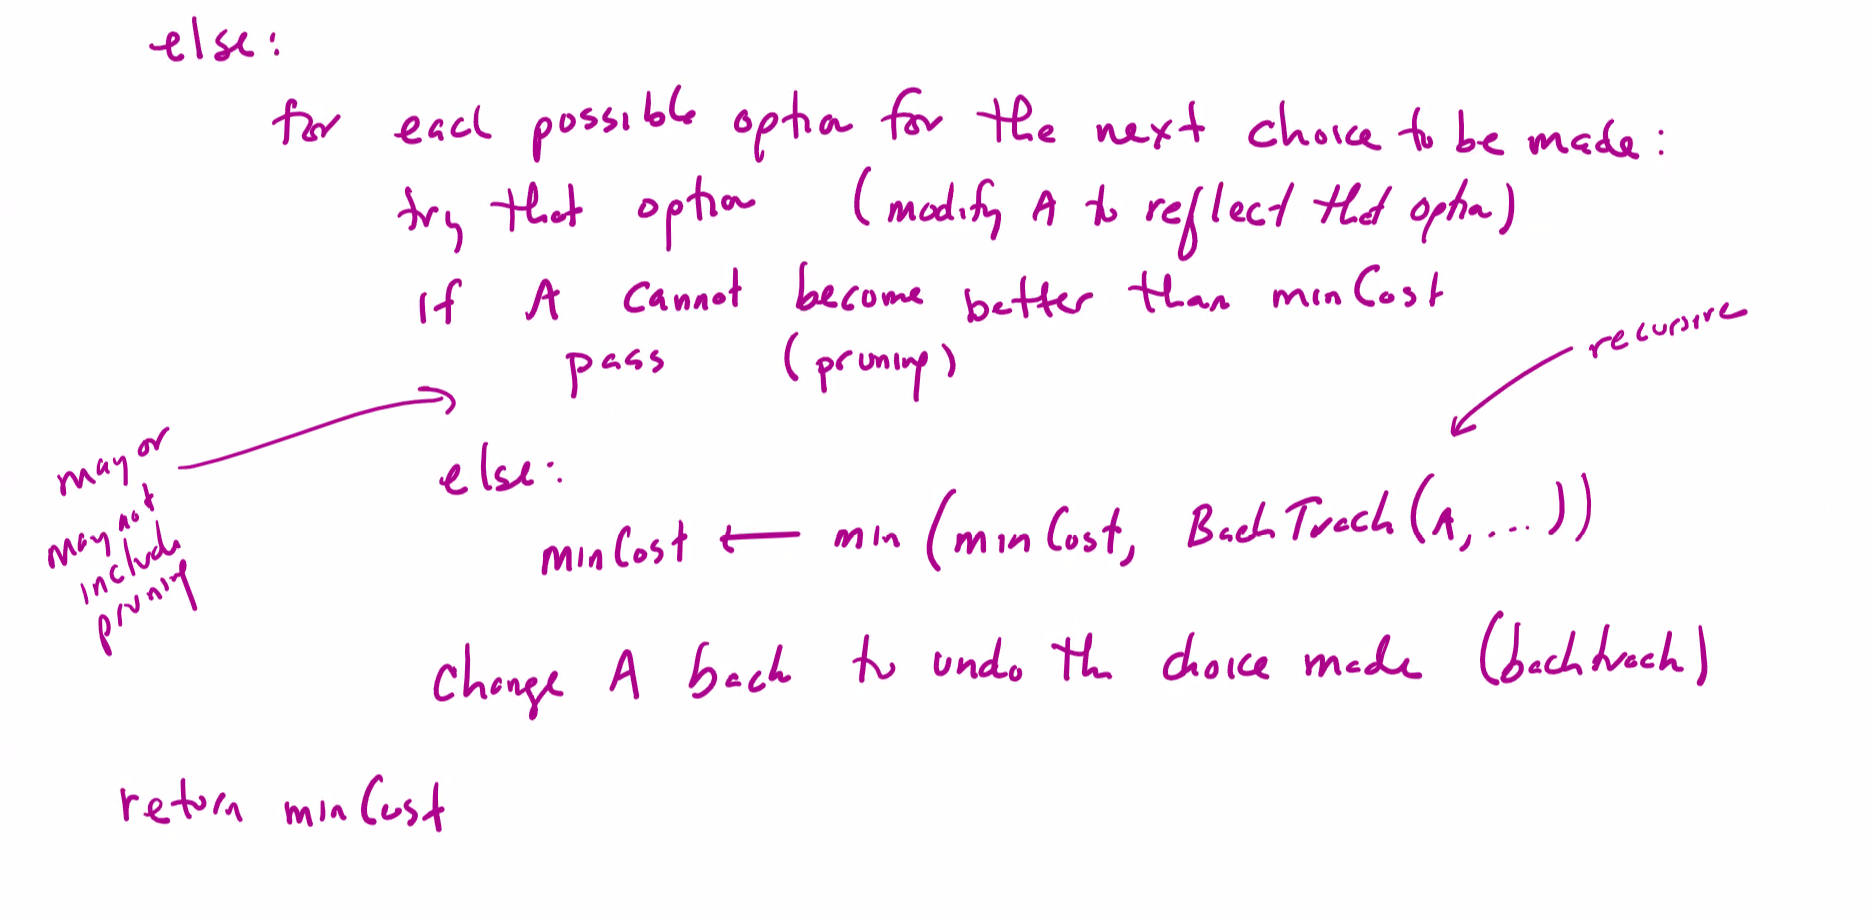 else:
for each possible option for the next choice to be made:
try that option (modify A to reflect that option)
if A cannot become better than minCost
pass (pruning)
recursive
may or
may not
include
pruning
else:
minCost ← min (minCost, BackTrack(A, ...))
change A back to undo the choice made (backtrack)
return minCost